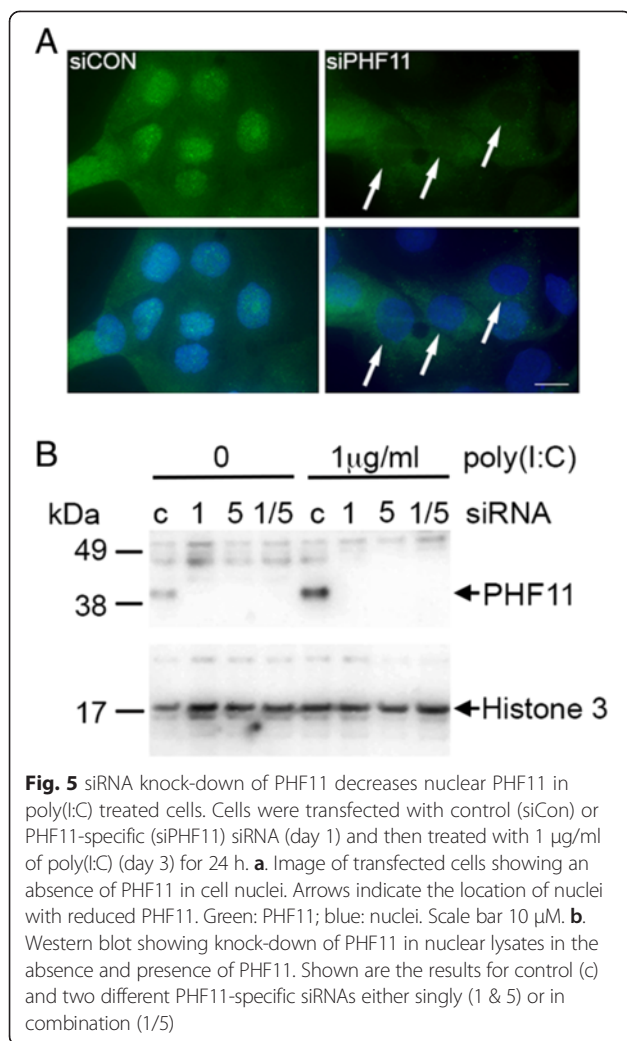 A
siCON siPHF11
B
0 1μg/ml poly(I:C)
kDa c 1 5 1/5 c 1 5 1/5 siRNA
49
38 PHF11
17 Histone 3
Fig. 5 siRNA knock-down of PHF11 decreases nuclear PHF11 in
poly(I:C) treated cells. Cells were transfected with control (siCon) or
PHF11-specific (siPHF11) siRNA (day 1) and then treated with 1 μg/ml
of poly(I:C) (day 3) for 24 h. a. Image of transfected cells showing an
absence of PHF11 in cell nuclei. Arrows indicate the location of nuclei
with reduced PHF11. Green: PHF11; blue: nuclei. Scale bar 10 μM. b.
Western blot showing knock-down of PHF11 in nuclear lysates in the
absence and presence of PHF11. Shown are the results for control (c)
and two different PHF11-specific siRNAs either singly (1 & 5) or in
combination (1/5)